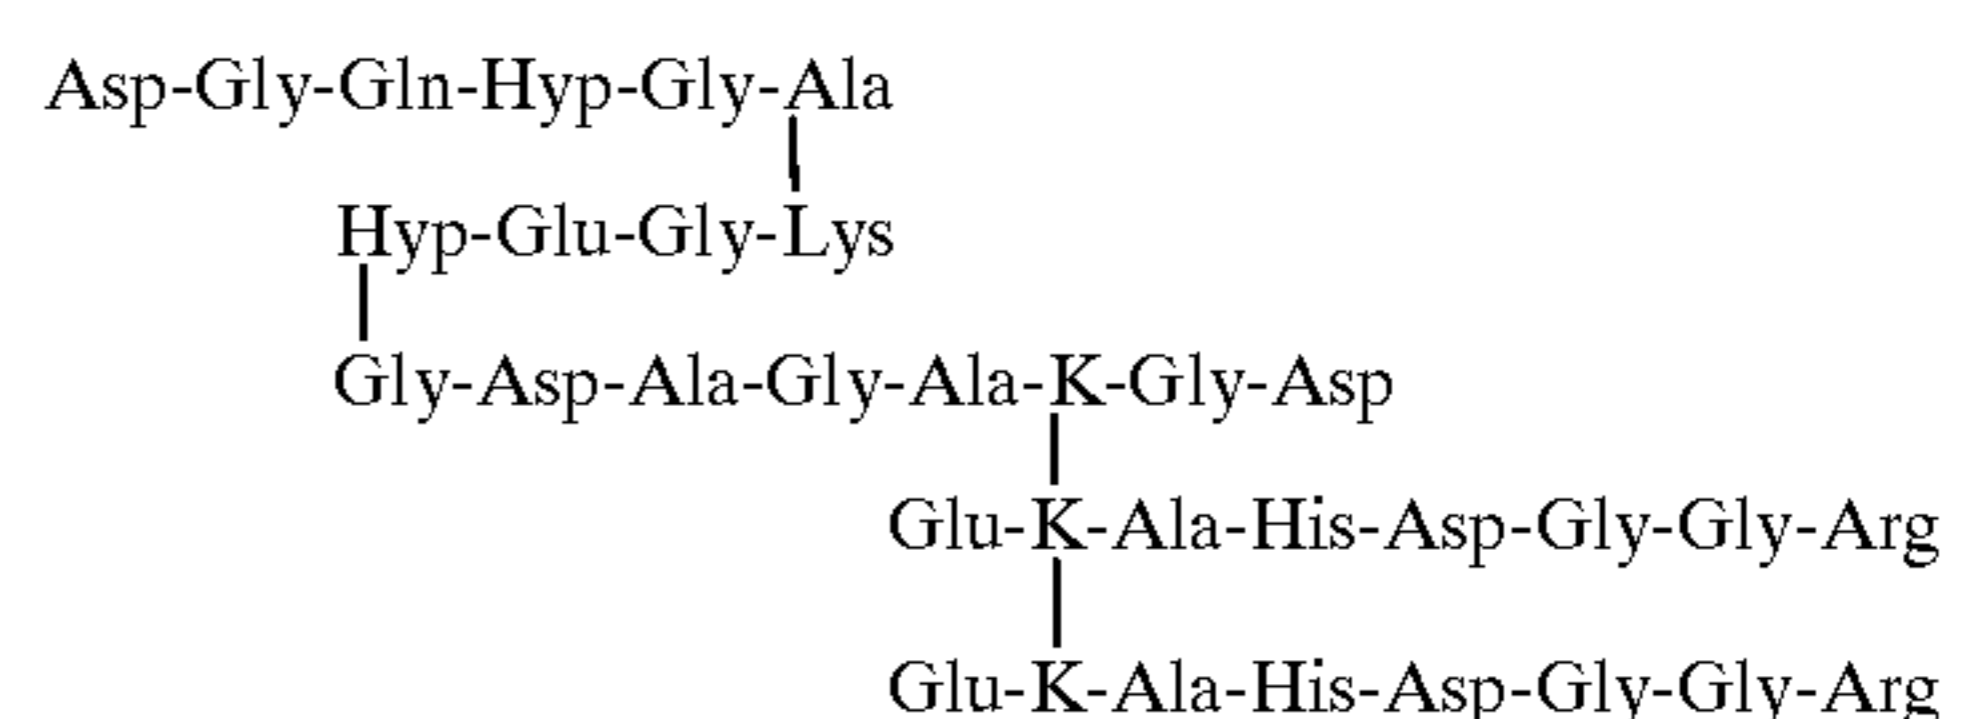 Asp-Gly-Gln-Hyp-Gly-Ala
Hyp-Glu-Gly-Lys
Gly-Asp-Ala-Gly-Ala-K-Gly-Asp
Glu-K-Ala-His-Asp-Gly-Gly-Arg
Glu-K-Ala-His-Asp-Gly-Gly-Arg